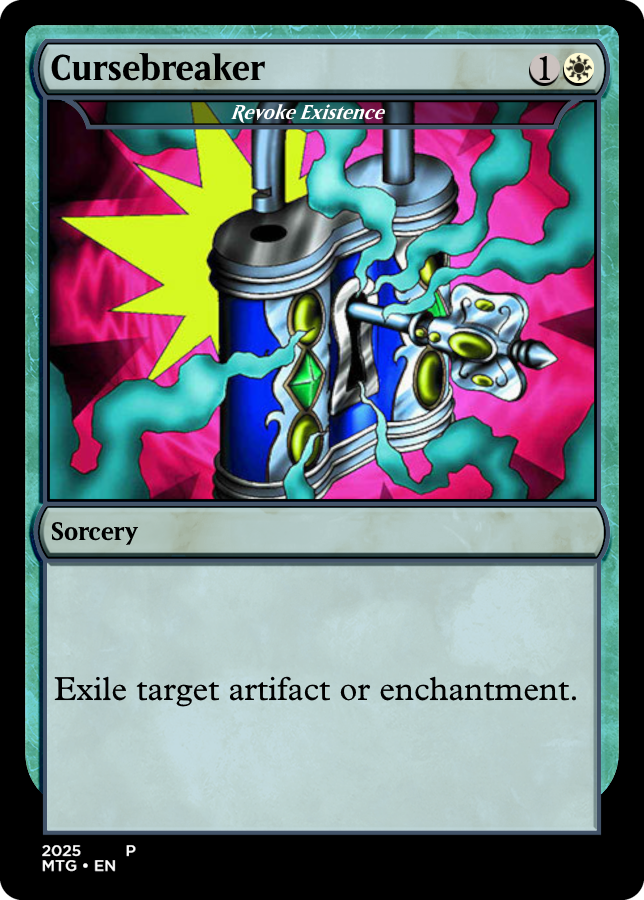 Cursebreaker 1
Revoke Existence
Sorcery
Exile target artifact or enchantment.
2025 P
MTG • EN